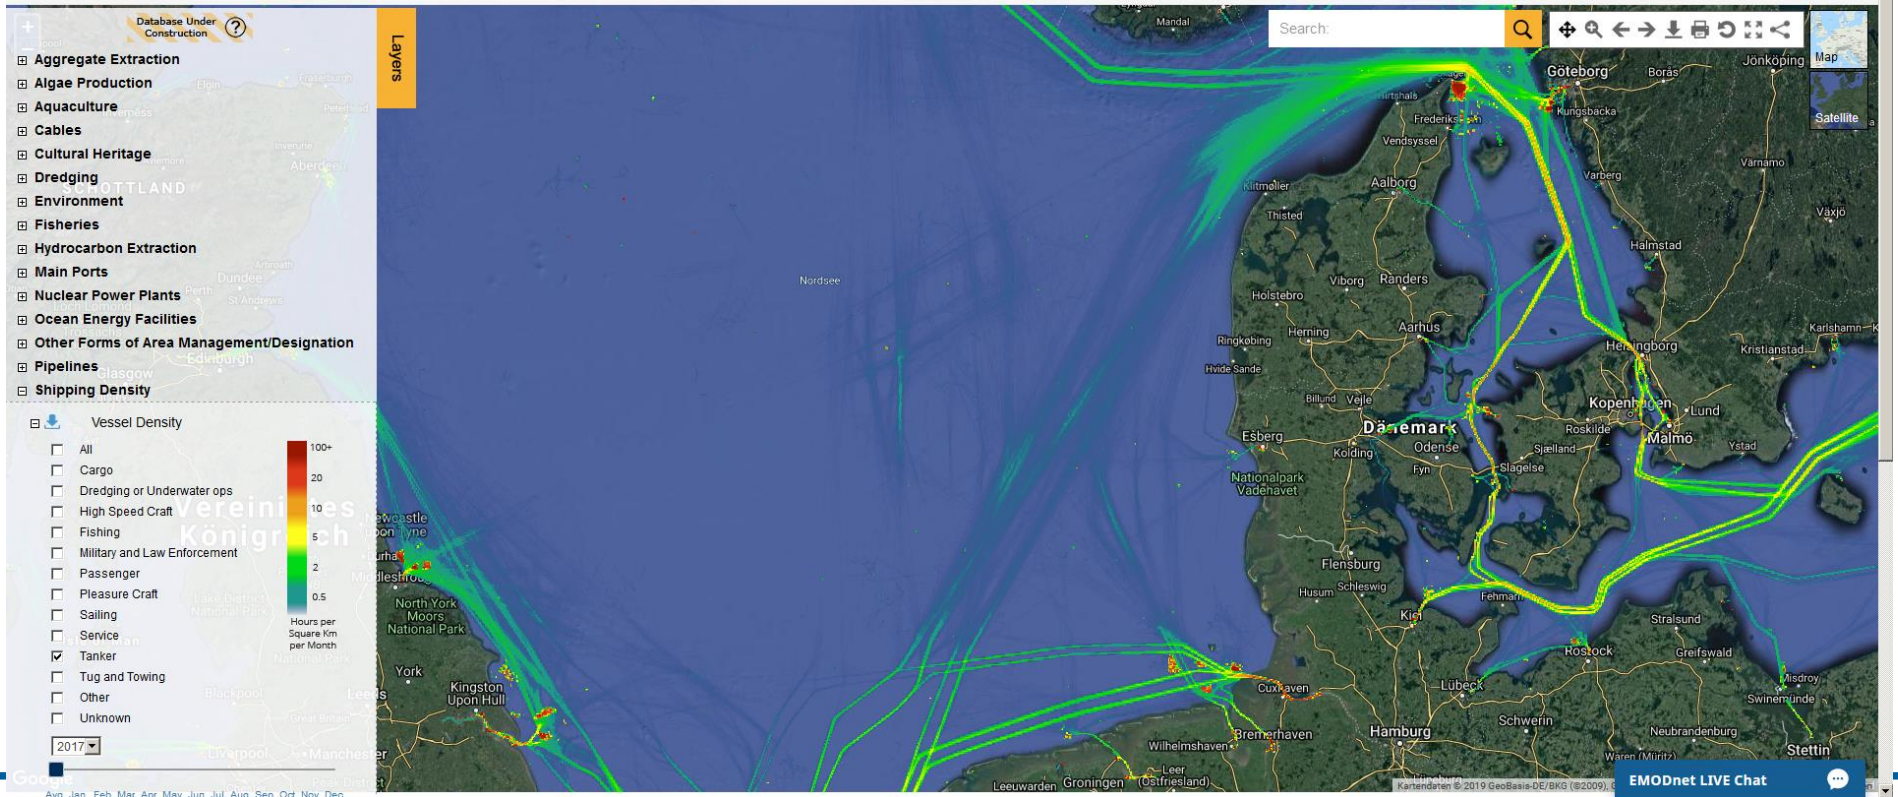 Database Under
Construction
?
Layers
Aggregate Extraction
Algae Production
Aquaculture
Cables
Cultural Heritage
Dredging
Environment
Fisheries
Hydrocarbon Extraction
Main Ports
Nuclear Power Plants
Ocean Energy Facilities
Other Forms of Area Management/Designation
Pipelines
Shipping Density
Vessel Density
All
Cargo
Dredging or Underwater ops
High Speed Craft
Fishing
Military and Law Enforcement
Passenger
Pleasure Craft
Sailing
Service
Tanker
Tug and Towing
Other
Unknown
100+
20
10
5
2
0.5
Hours per
Square Km
per Month
2017
Avg Jan Feb Mar Apr May Jun Jul Aug Sep Oct Nov Dec
Search:
Map
Satellite
Mandal
Göteborg
Borås
Jönköping
Kungsbacka
Hirtshals
Vendsyssel
Varberg
Värnamo
Växjö
Klitmøller
Aalborg
Thisted
Halmstad
Nordsee
Viborg
Randers
Holstebro
Herning
Aarhus
Ringkøbing
Hvide Sande
Helsingborg
Kristianstad
Karlshamn
Billund
Vejle
Kopenhagen
Lund
Dänemark
Roskilde
Malmö
Esbjerg
Kolding
Odense
Fyn
Sjælland
Slagelse
Ystad
Nationalpark
Vadehavet
SCHOTTLAND
Aberdeen
Dundee
Perth
St Andrews
Edinburgh
Glasgow
Vereinigtes
Königreich
Newcastle
upon Tyne
Durham
Middlesbrough
North York
Moors
National Park
York
Kingston
Upon Hull
Leeds
Blackpool
Liverpool
Manchester
Flensburg
Husum
Schleswig
Fehmarn
Kiel
Stralsund
Rostock
Greifswald
Lübeck
Misdroy
Swinemünde
Cuxhaven
Schwerin
Hamburg
Neubrandenburg
Bremerhaven
Wilhelmshaven
Waren (Müritz)
Stettin
Leer
(Ostfriesland)
Leeuwarden
Groningen
Lüneburg
Google
Kartendaten © 2019 GeoBasis-DE/BKG (©2009),
EMODnet LIVE Chat